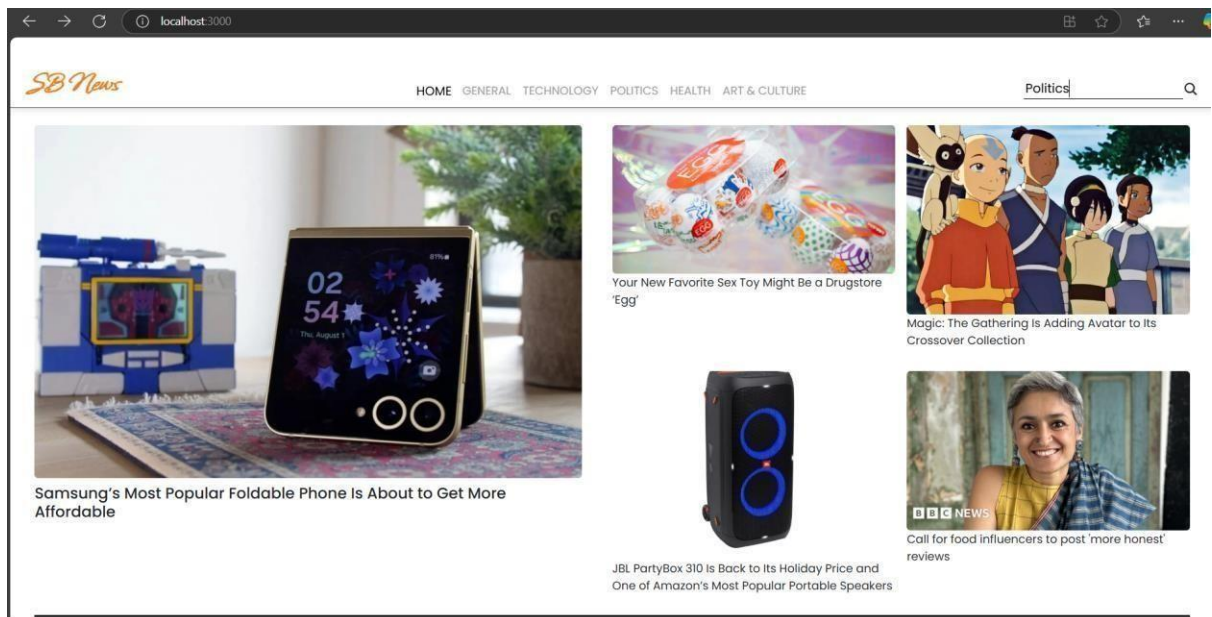 localhost:3000
SB News
HOME GENERAL TECHNOLOGY POLITICS HEALTH ART & CULTURE
Politics
81%
02
54
Thu, August 1
Samsung's Most Popular Foldable Phone Is About to Get More
Affordable
EGG
Your New Favorite Sex Toy Might Be a Drugstore
'Egg'
Magic: The Gathering Is Adding Avatar to Its
Crossover Collection
JBL PartyBox 310 Is Back to Its Holiday Price and
One of Amazon's Most Popular Portable Speakers
BBC NEWS
Call for food influencers to post 'more honest'
reviews